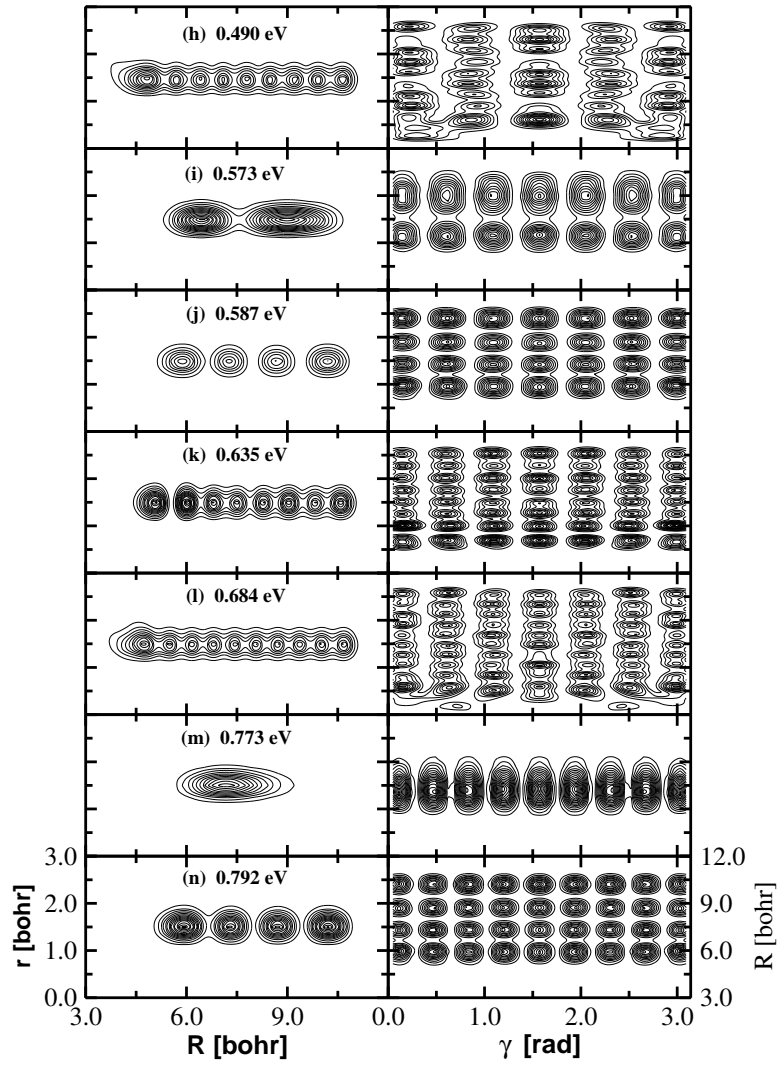 (h) 0.490 eV
(i) 0.573 eV
(j) 0.587 eV
(k) 0.635 eV
(l) 0.684 eV
(m) 0.773 eV
3.0
12.0
(n) 0.792 eV
2.0
9.0
r [bohr]
R [bohr]
1.0
6.0
0.0
3.0
3.0 6.0 9.0 0.0 1.0 2.0 3.0
R [bohr] γ [rad]